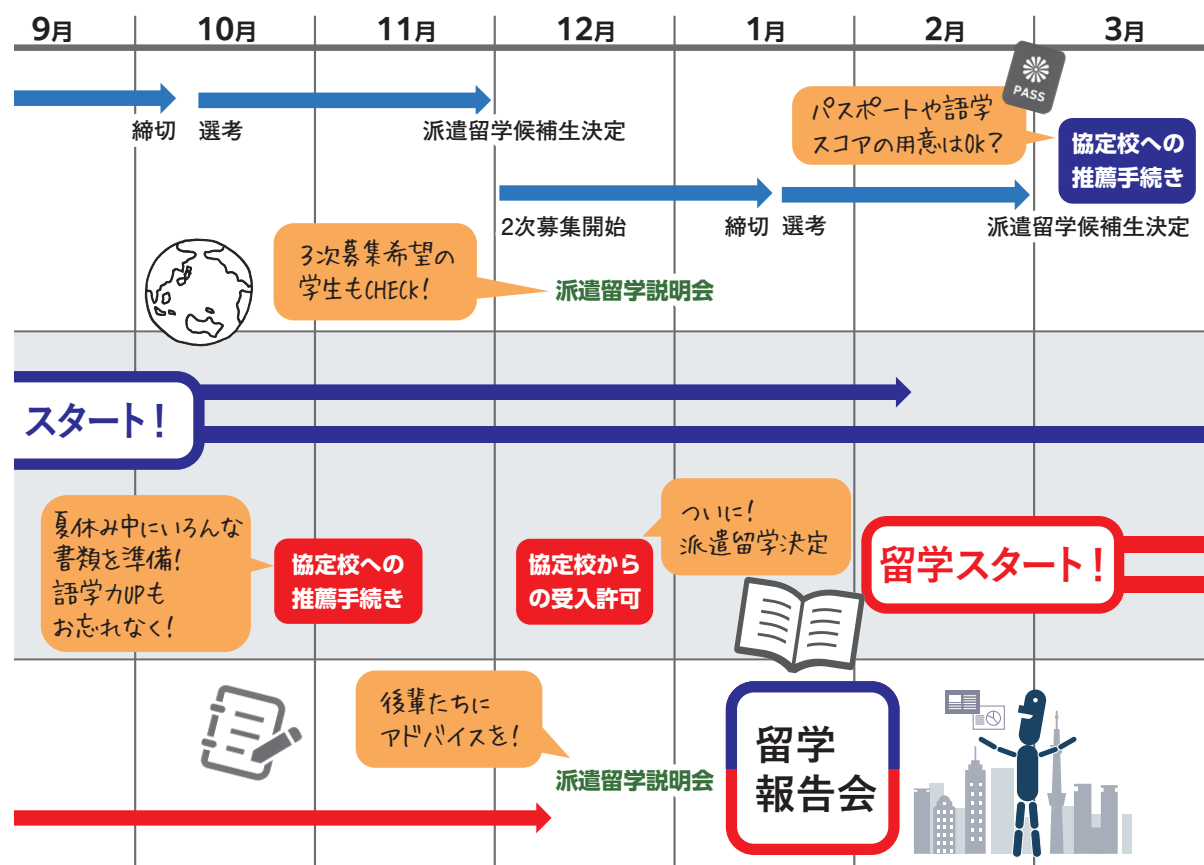 9月 10月 11月 12月 1月 2月 3月
PASS
パスポートや語学
スコアの用意はOk?
協定校への
推薦手続き
締切 選考 派遣留学候補生決定
2次募集開始 締切 選考 派遣留学候補生決定
3次募集希望の
学生もCHECK!
派遣留学説明会
スタート!
夏休み中にいろんな
書類を準備!
語学力UPも
お忘れなく!
協定校への
推薦手続き
協定校から
の受入許可
ついに!
派遣留学決定
留学スタート!
後輩たちに
アドバイスを!
派遣留学説明会
留学
報告会